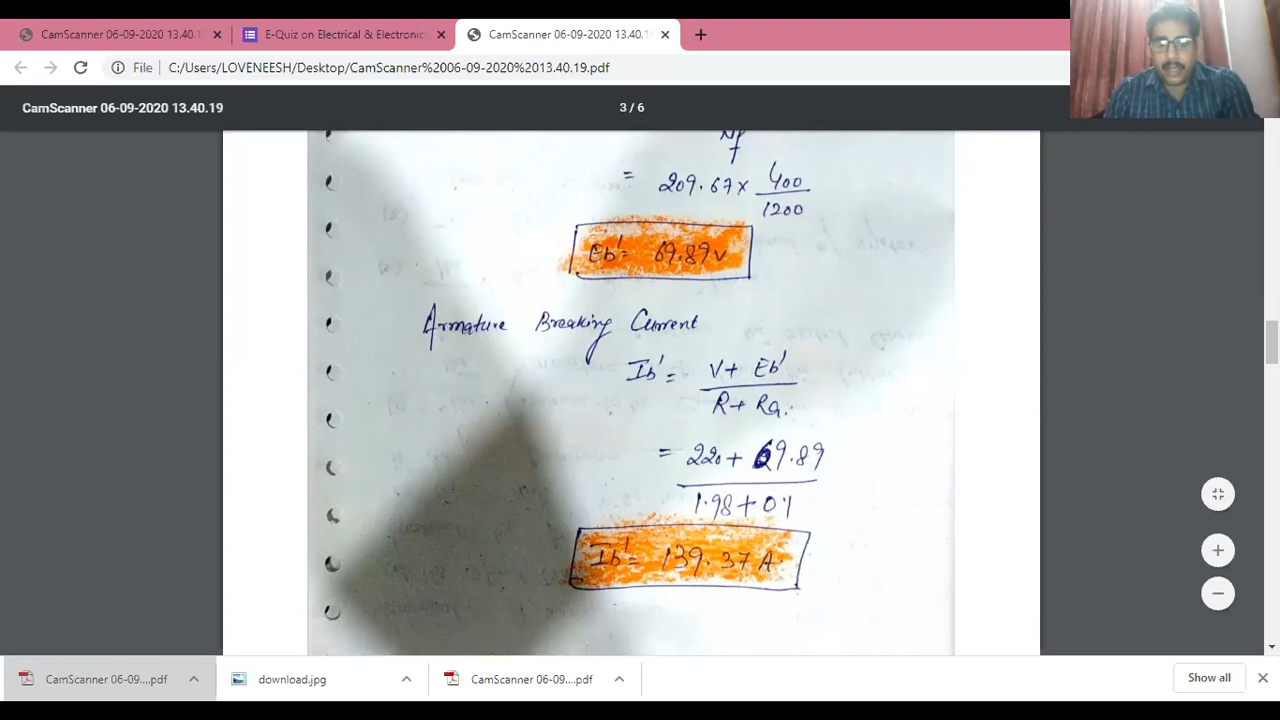 CamScanner 06-09-2020 13.40.1
E-Quiz on Electrical & Electronics
CamScanner 06-09-2020 13.40.1
File C:/Users/LOVENEESH/Desktop/CamScanner%2006-09-2020%2013.40.19.pdf
CamScanner 06-09-2020 13.40.19
3 / 6
= 209.67 x 400
1200
Eb' = 69.89 V
Armature Breaking Current
Ib' = V + Eb'
R + Ra.
= 220 + 69.89
1.98 + 0.1
Ib' = 139.37 A.
CamScanner 06-09....pdf
download.jpg
CamScanner 06-09....pdf
Show all